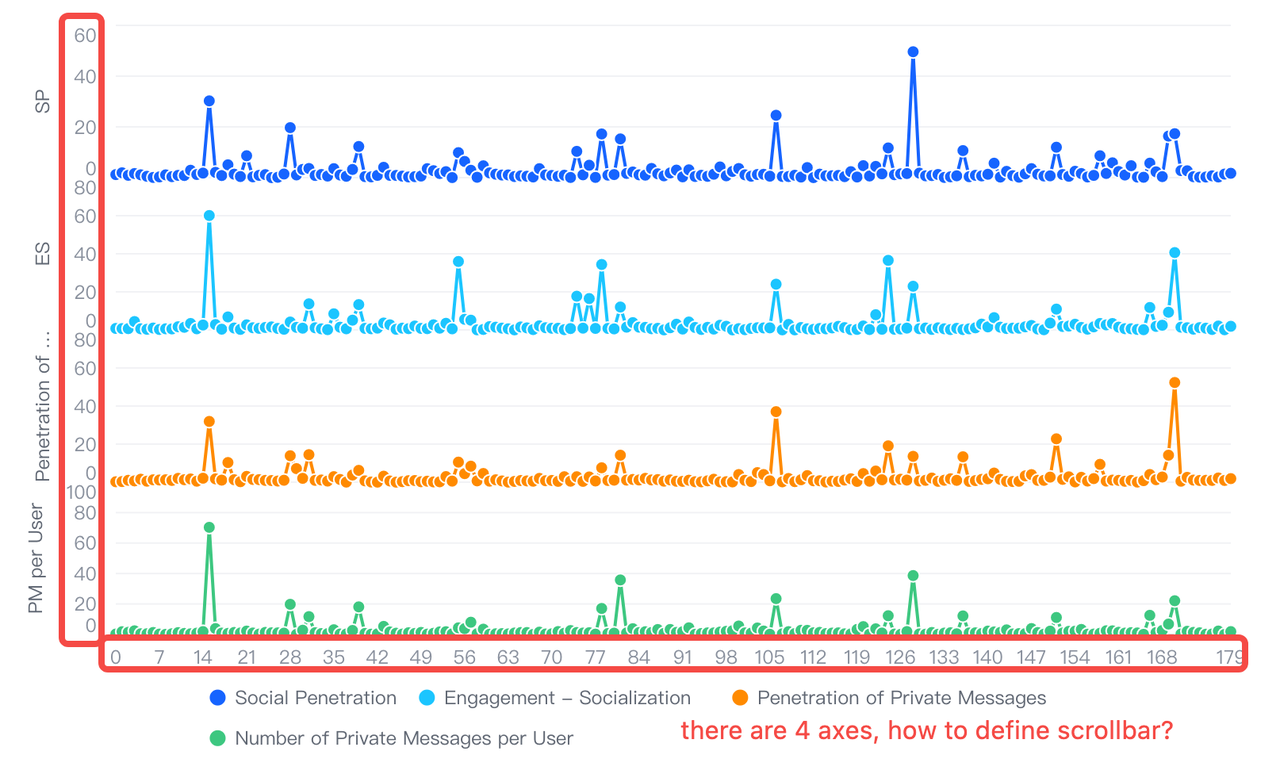 60
40
20
0
SP
80
60
40
20
0
ES
80
60
40
20
0
Penetration of ...
100
80
60
40
20
0
PM per User
0 7 14 21 28 35 42 49 56 63 70 77 84 91 98 105 112 119 126 133 140 147 154 161 168 179
Social Penetration Engagement – Socialization Penetration of Private Messages
Number of Private Messages per User
there are 4 axes, how to define scrollbar?